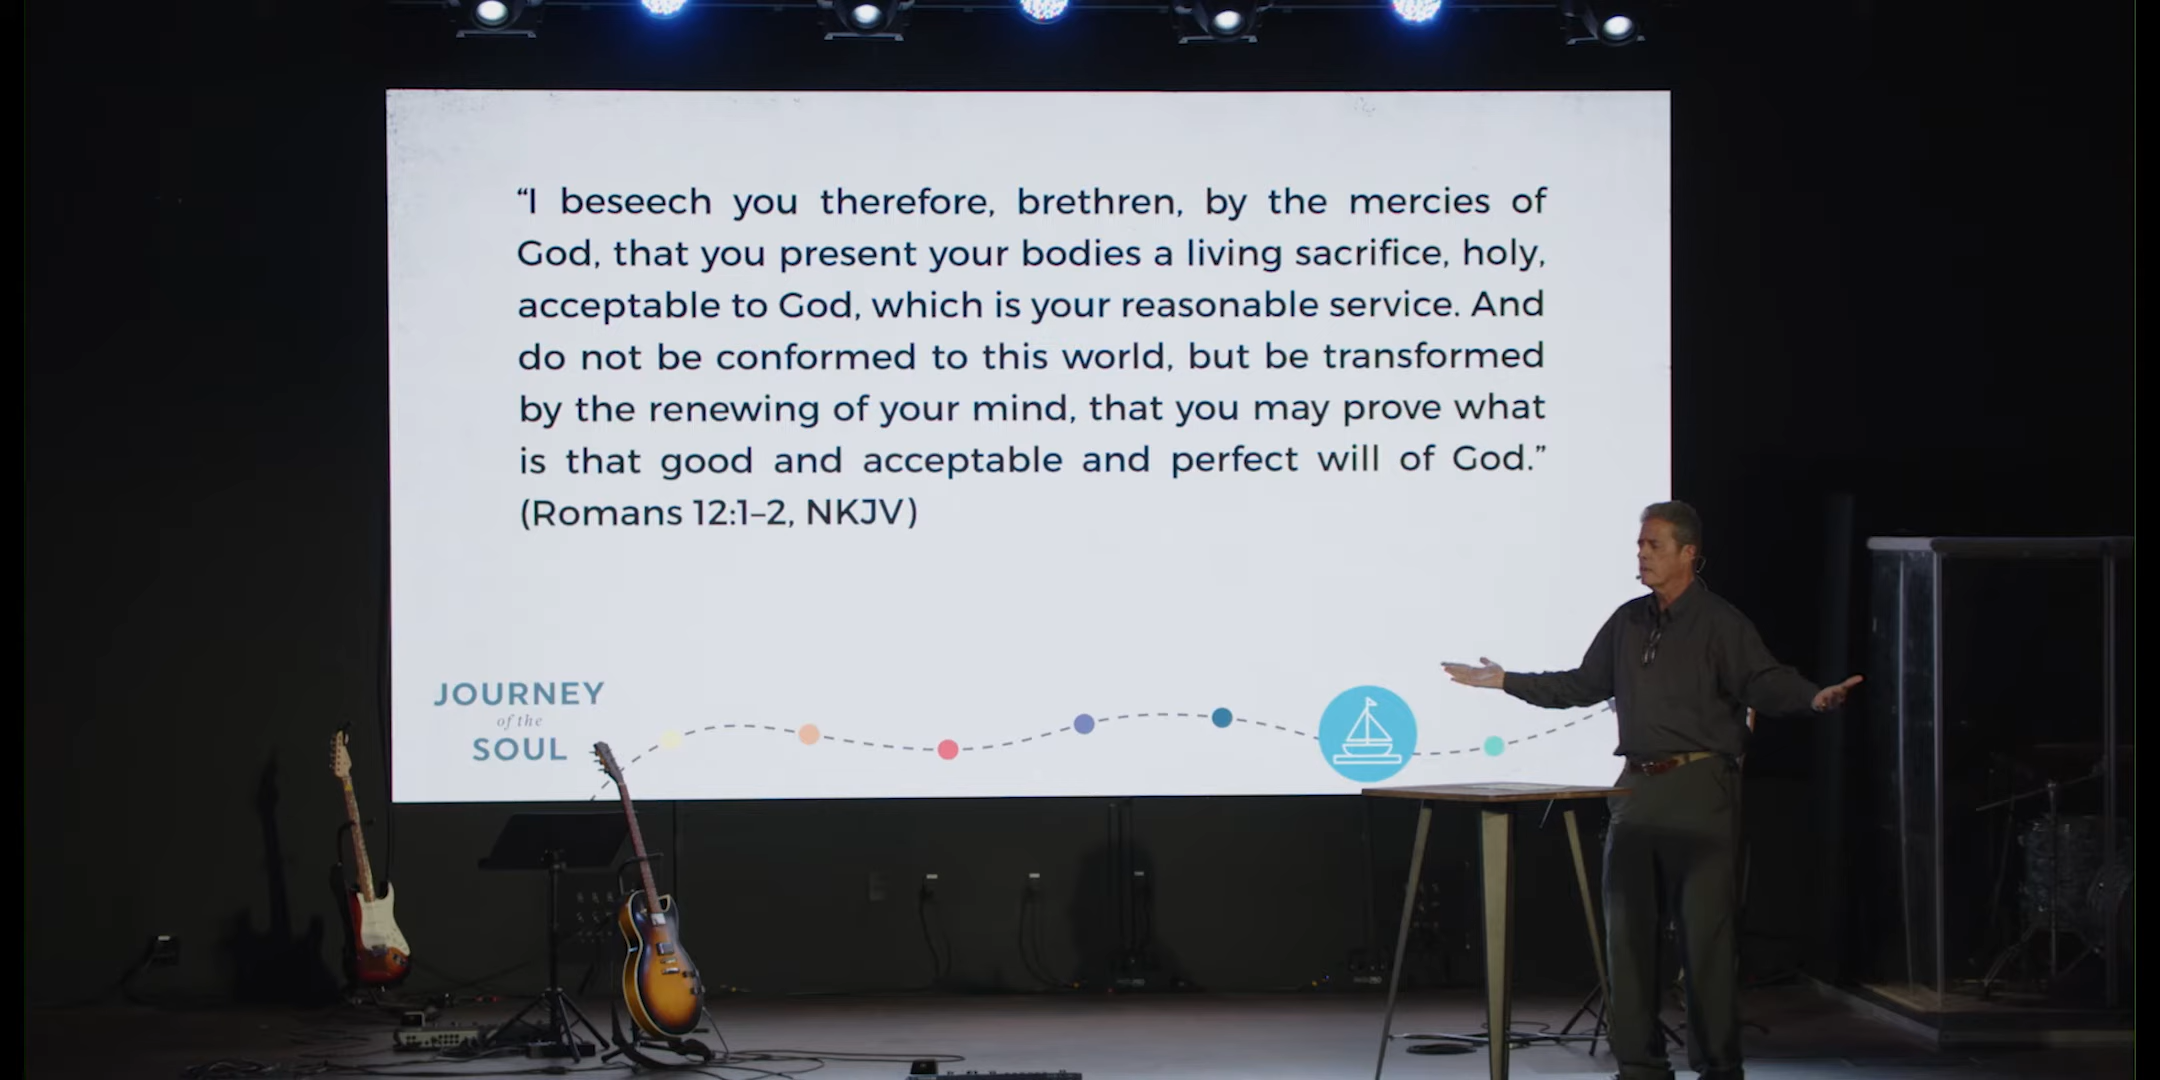 “I beseech you therefore, brethren, by the mercies of
God, that you present your bodies a living sacrifice, holy,
acceptable to God, which is your reasonable service. And
do not be conformed to this world, but be transformed
by the renewing of your mind, that you may prove what
is that good and acceptable and perfect will of God.”
(Romans 12:1–2, NKJV)
JOURNEY
of the
SOUL